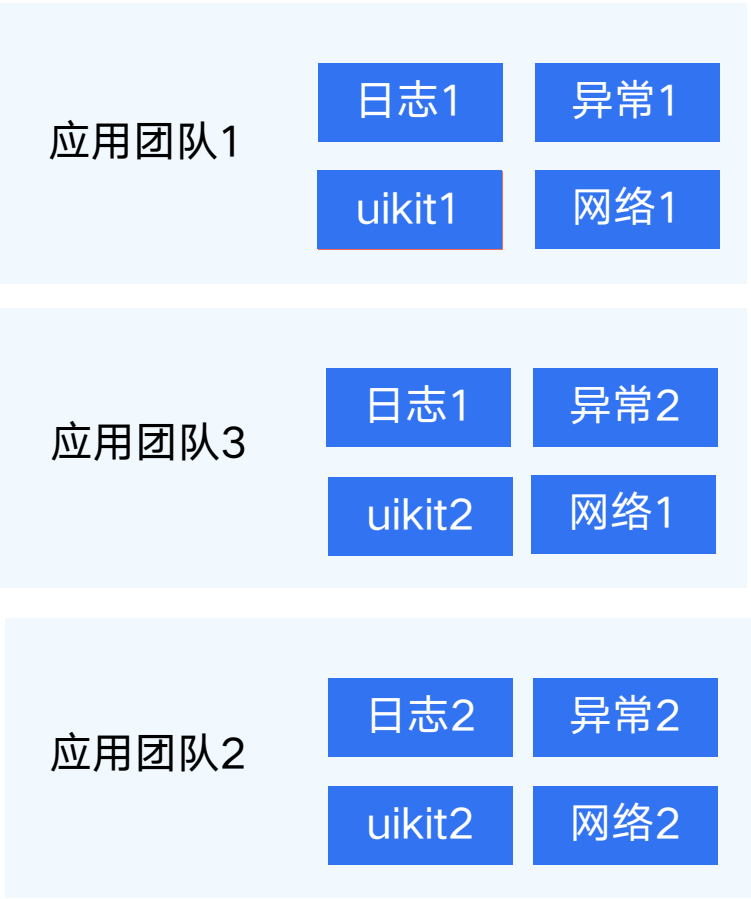 日志1 异常1
应用团队1
uikit1 网络1
日志1 异常2
应用团队3
uikit2 网络1
日志2 异常2
应用团队2
uikit2 网络2